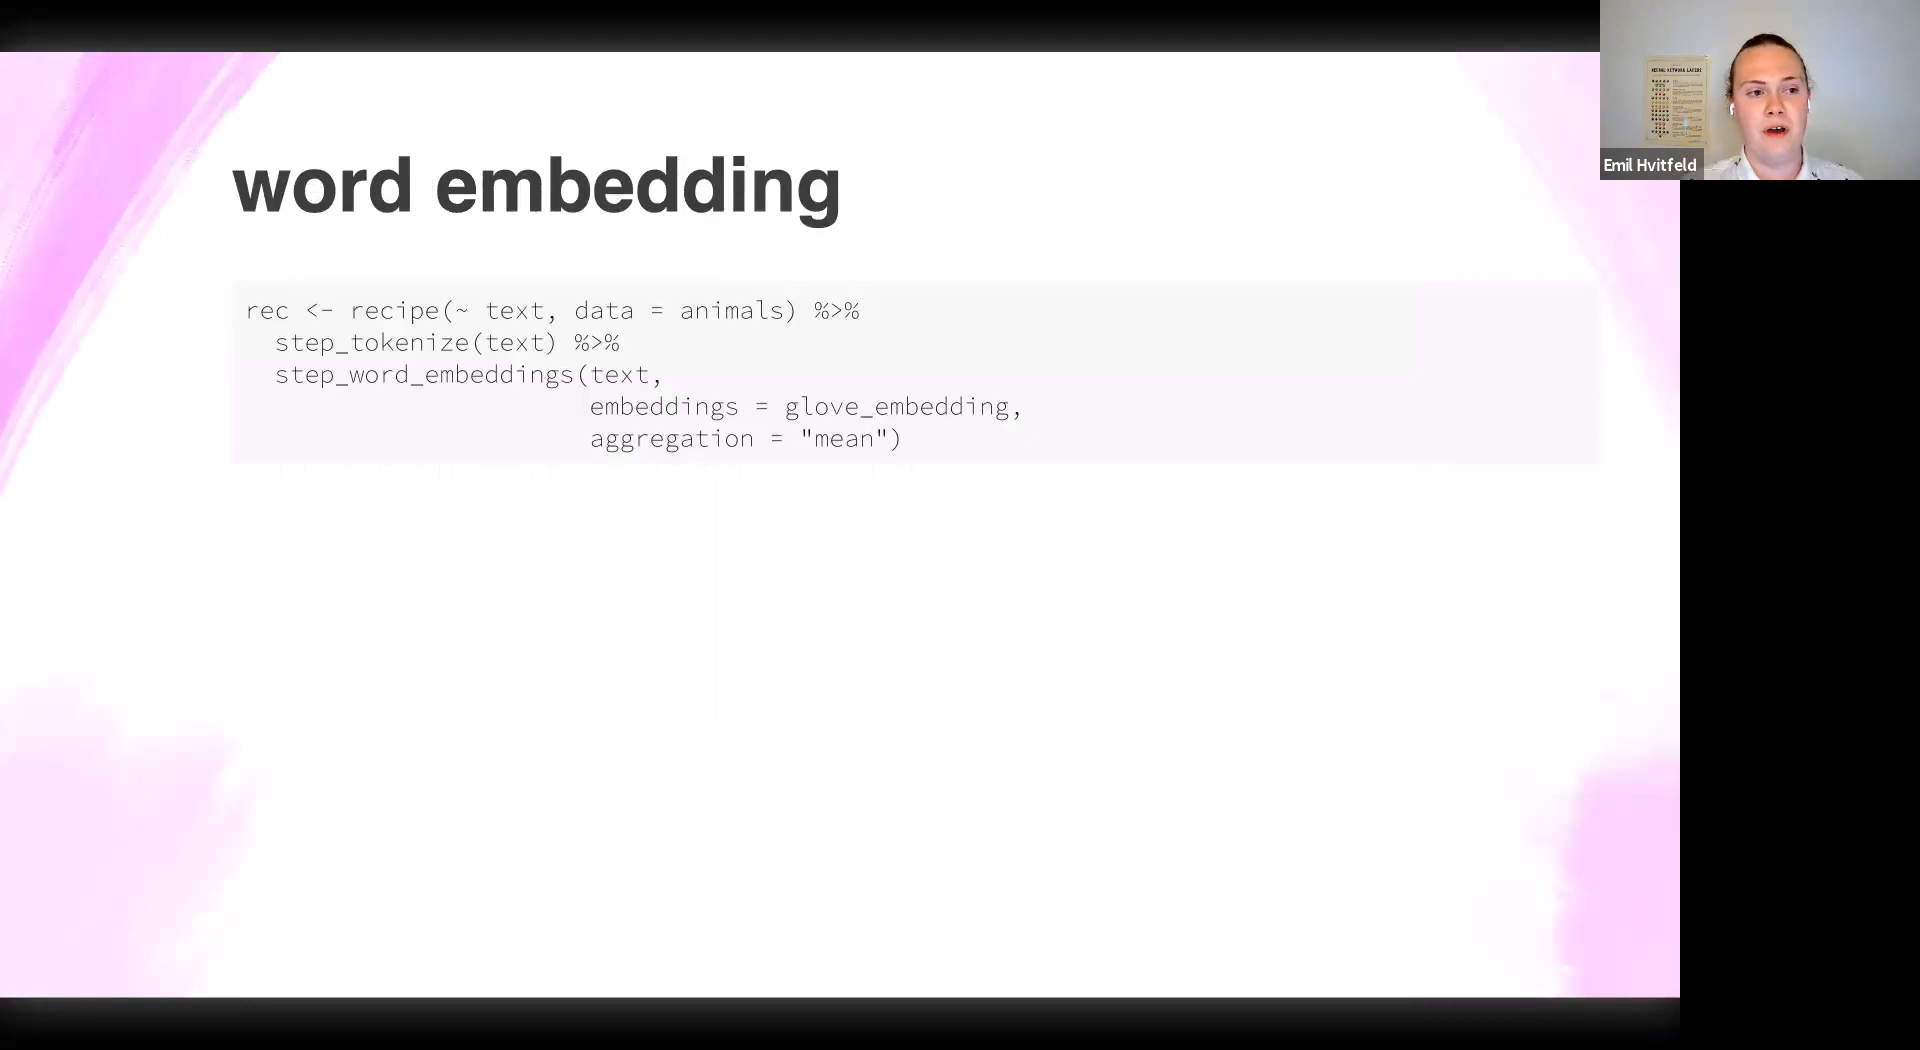 word embedding
rec <- recipe(~ text, data = animals) %>%
  step_tokenize(text) %>%
  step_word_embeddings(text,
                       embeddings = glove_embedding,
                       aggregation = "mean")
Emil Hvitfeld